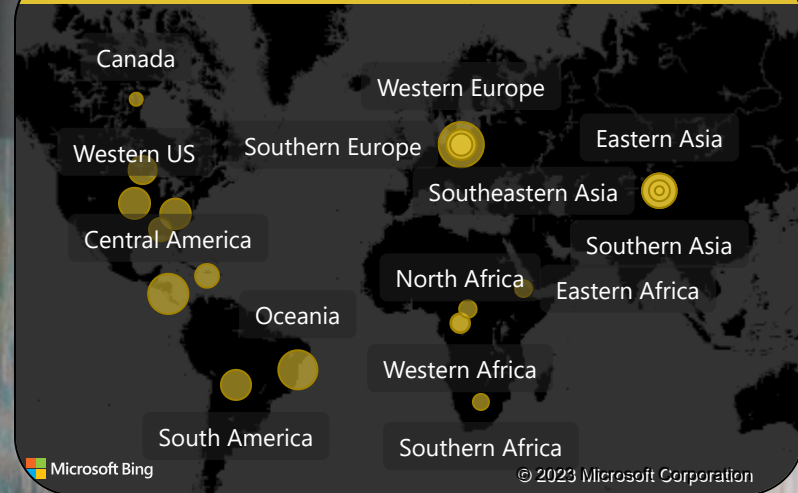 Canada
Western Europe
Eastern Asia
Western US
Southern Europe
Southeastern Asia
Central America
Southern Asia
North Africa
Eastern Africa
Oceania
Western Africa
South America
Southern Africa
Microsoft Bing
© 2023 Microsoft Corporation